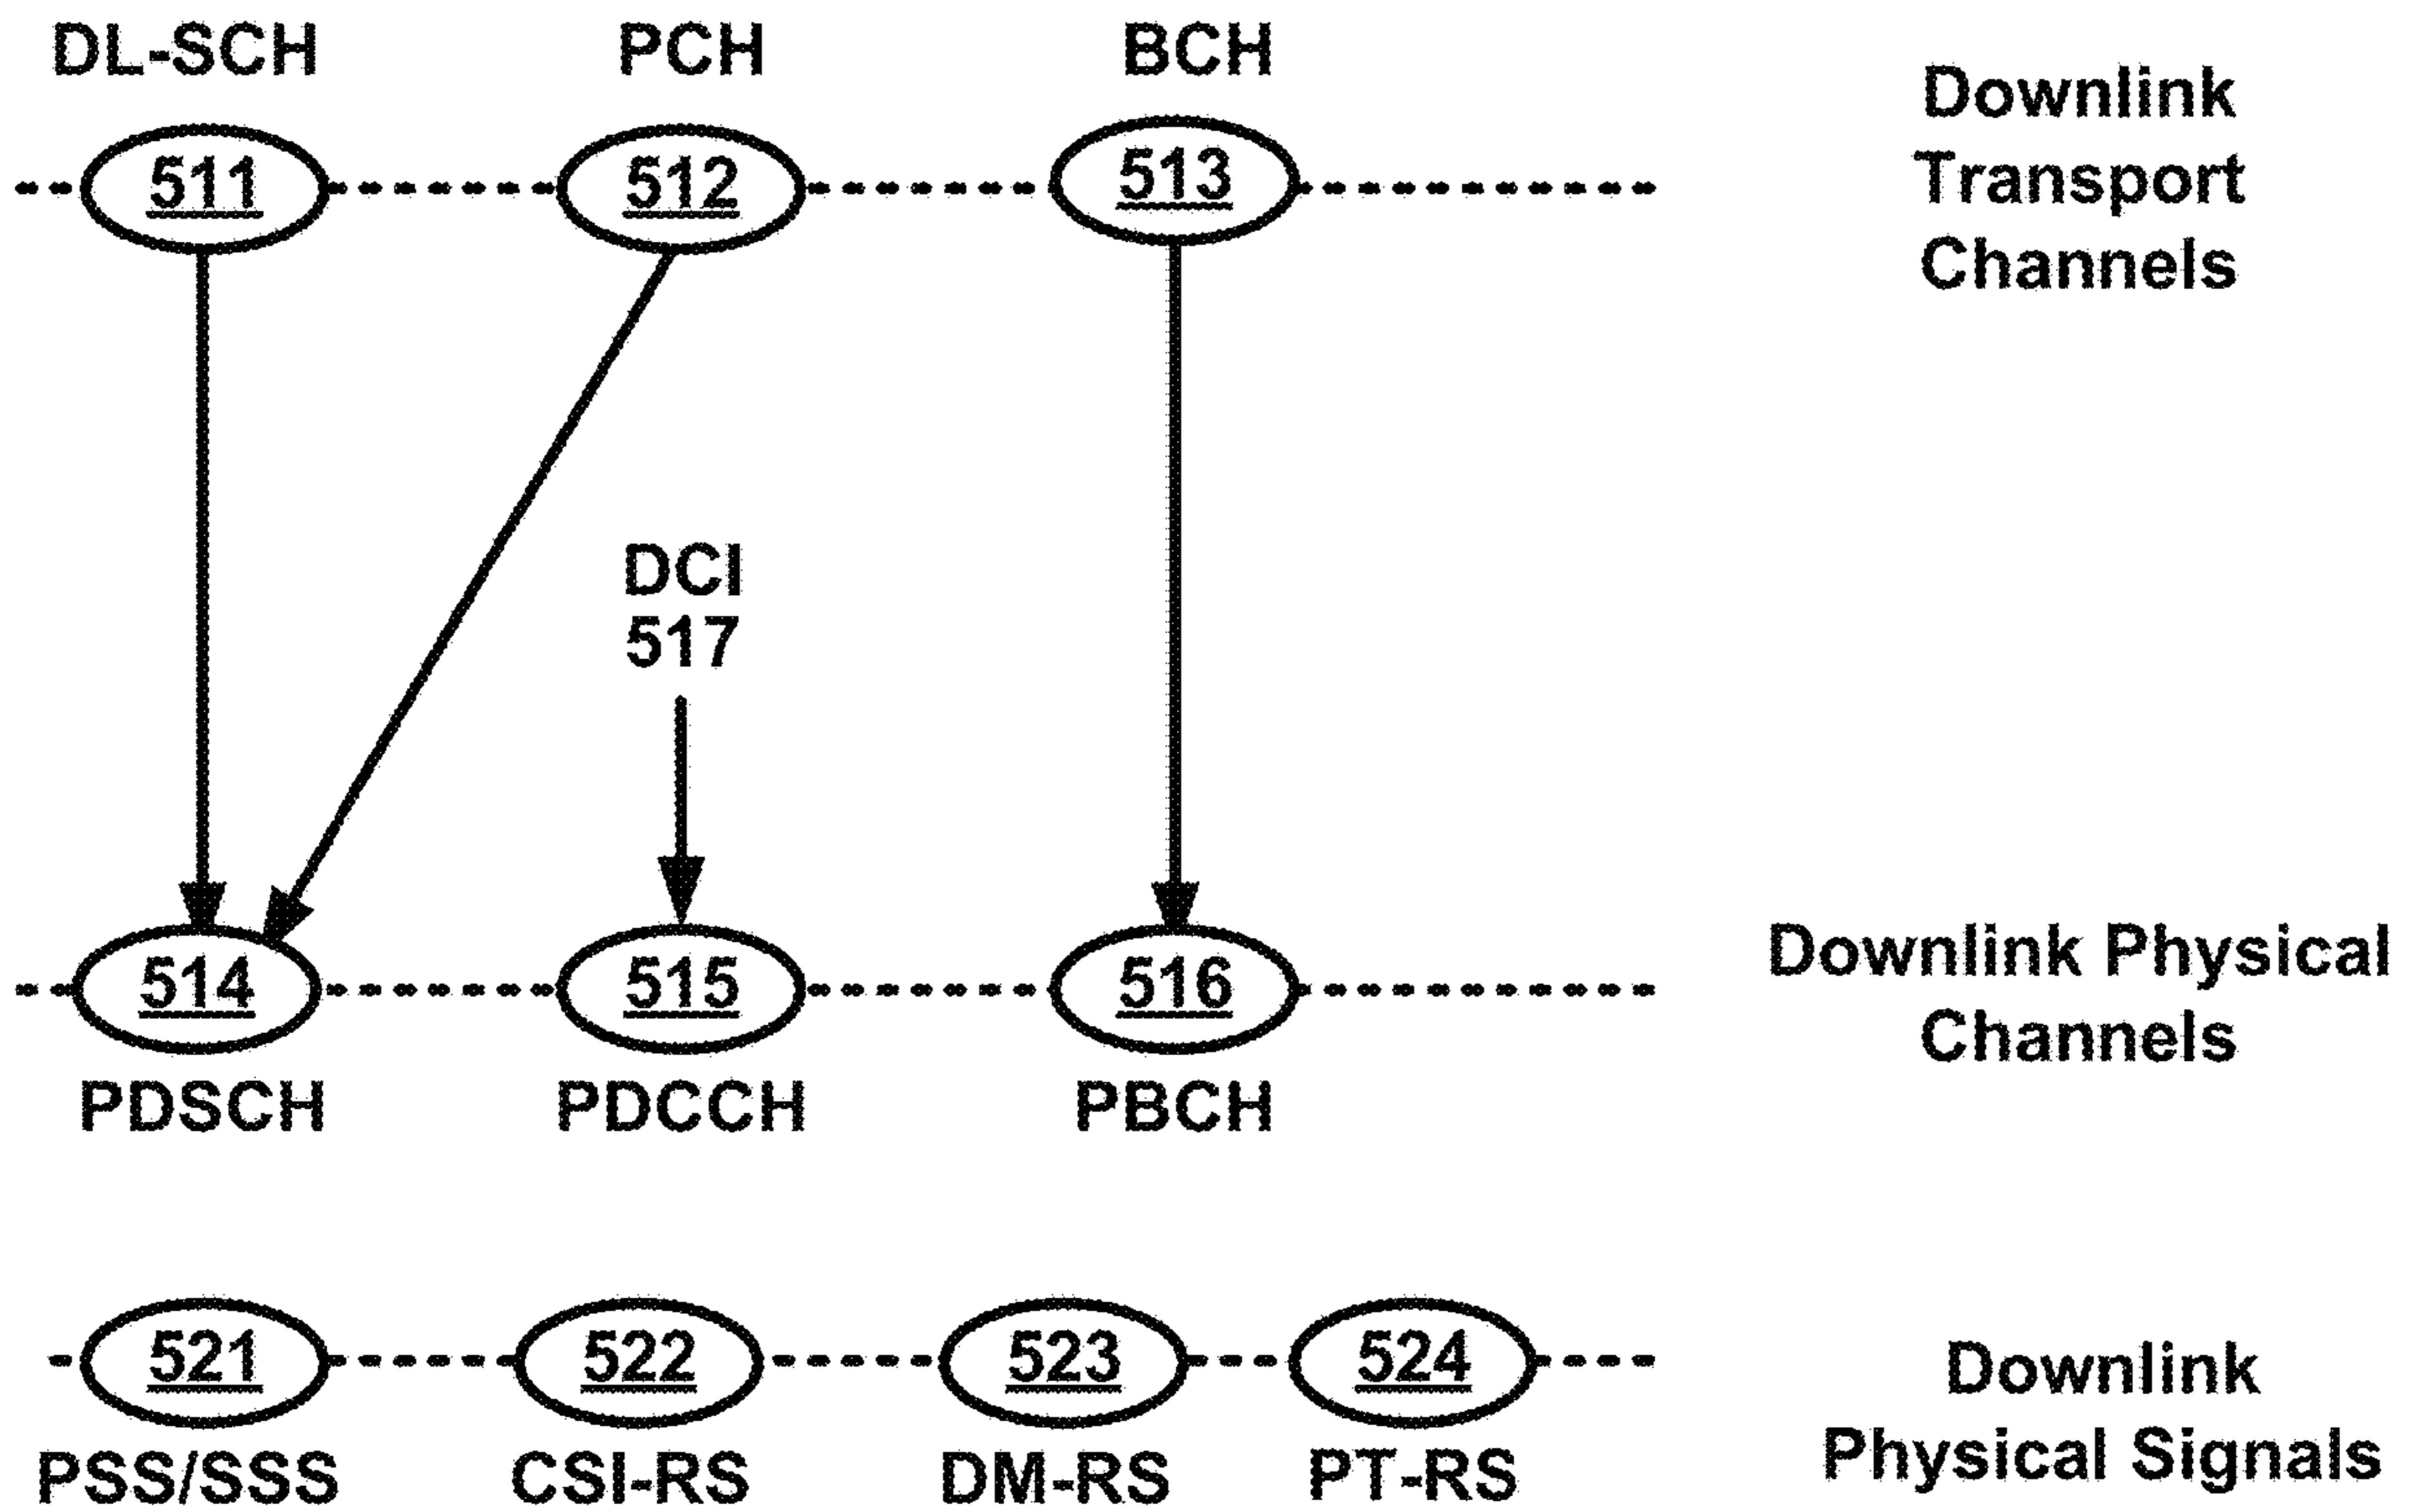 DL-SCH
PCH
BCH
511
512
513
Downlink
Transport
Channels
DCI
517
514
515
516
Downlink Physical
Channels
PDSCH
PDCCH
PBCH
521
522
523
524
Downlink
Physical Signals
PSS/SSS
CSI-RS
DM-RS
PT-RS